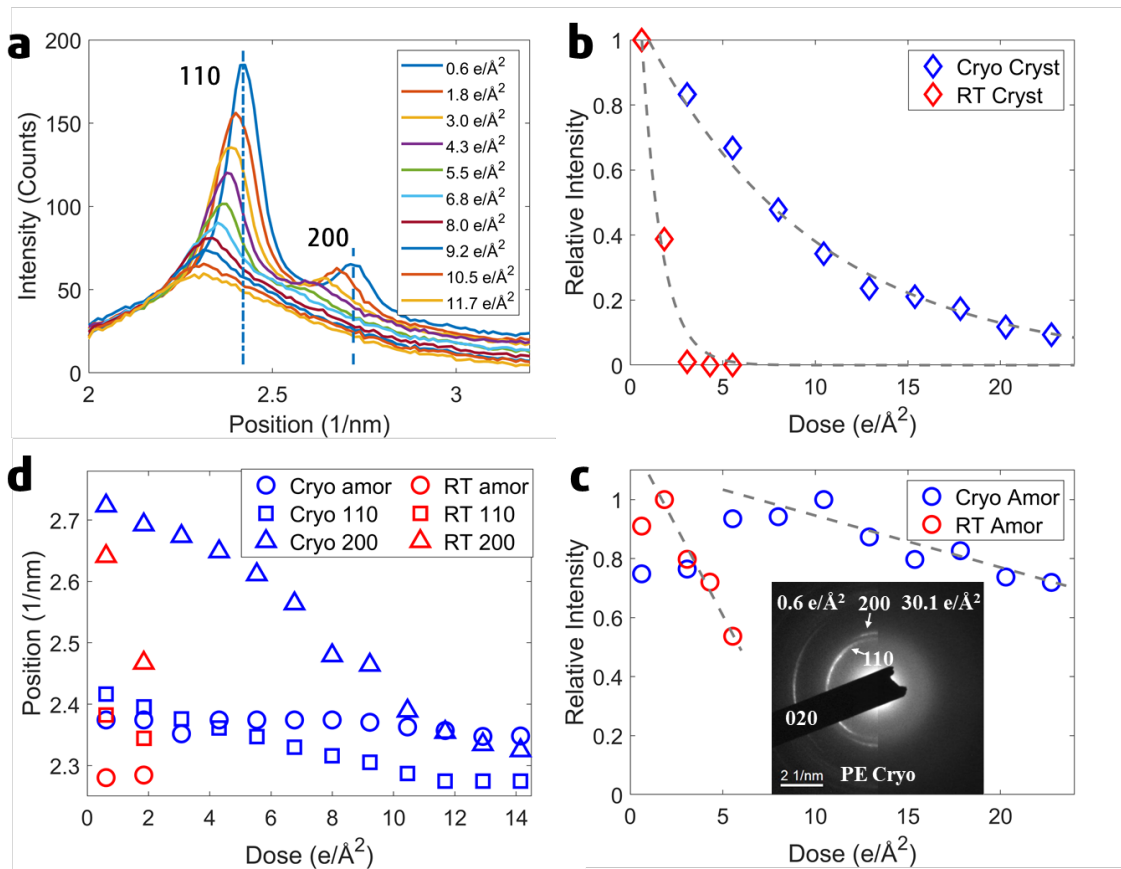 a
200
150
100
50
0
Intensity (Counts)
110
200
0.6 e/Å²
1.8 e/Å²
3.0 e/Å²
4.3 e/Å²
5.5 e/Å²
6.8 e/Å²
8.0 e/Å²
9.2 e/Å²
10.5 e/Å²
11.7 e/Å²
2 2.5 3
Position (1/nm)
b
1
0.8
0.6
0.4
0.2
0
Relative Intensity
Cryo Cryst
RT Cryst
0 5 10 15 20
Dose (e/Å²)
d
2.7
2.6
2.5
2.4
2.3
Position (1/nm)
Cryo amor RT amor
Cryo 110 RT 110
Cryo 200 RT 200
0 2 4 6 8 10 12 14
Dose (e/Å²)
c
1
0.8
0.6
0.4
0.2
0
Relative Intensity
Cryo Amor
RT Amor
0.6 e/Å² 200 30.1 e/Å²
110
020
PE Cryo
2 1/nm
0 5 10 15 20
Dose (e/Å²)